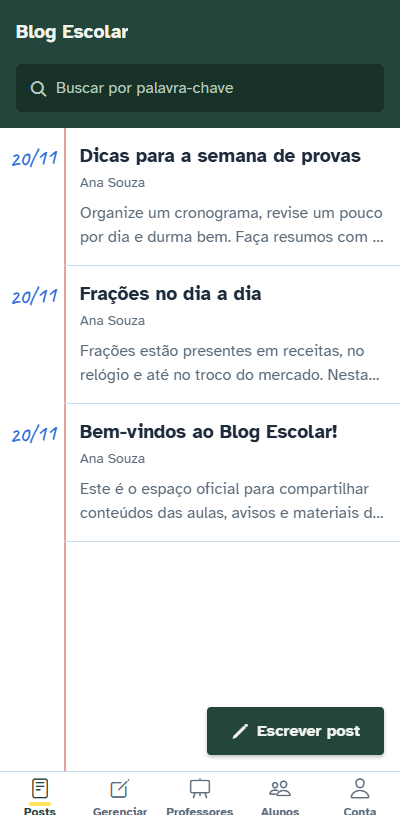 Blog Escolar
Buscar por palavra-chave
20/11
Dicas para a semana de provas
Ana Souza
Organize um cronograma, revise um pouco
por dia e durma bem. Faça resumos com ...
20/11
Frações no dia a dia
Ana Souza
Frações estão presentes em receitas, no
relógio e até no troco do mercado. Nesta...
20/11
Bem-vindos ao Blog Escolar!
Ana Souza
Este é o espaço oficial para compartilhar
conteúdos das aulas, avisos e materiais d...
Escrever post
Posts
Gerenciar
Professores
Alunos
Conta